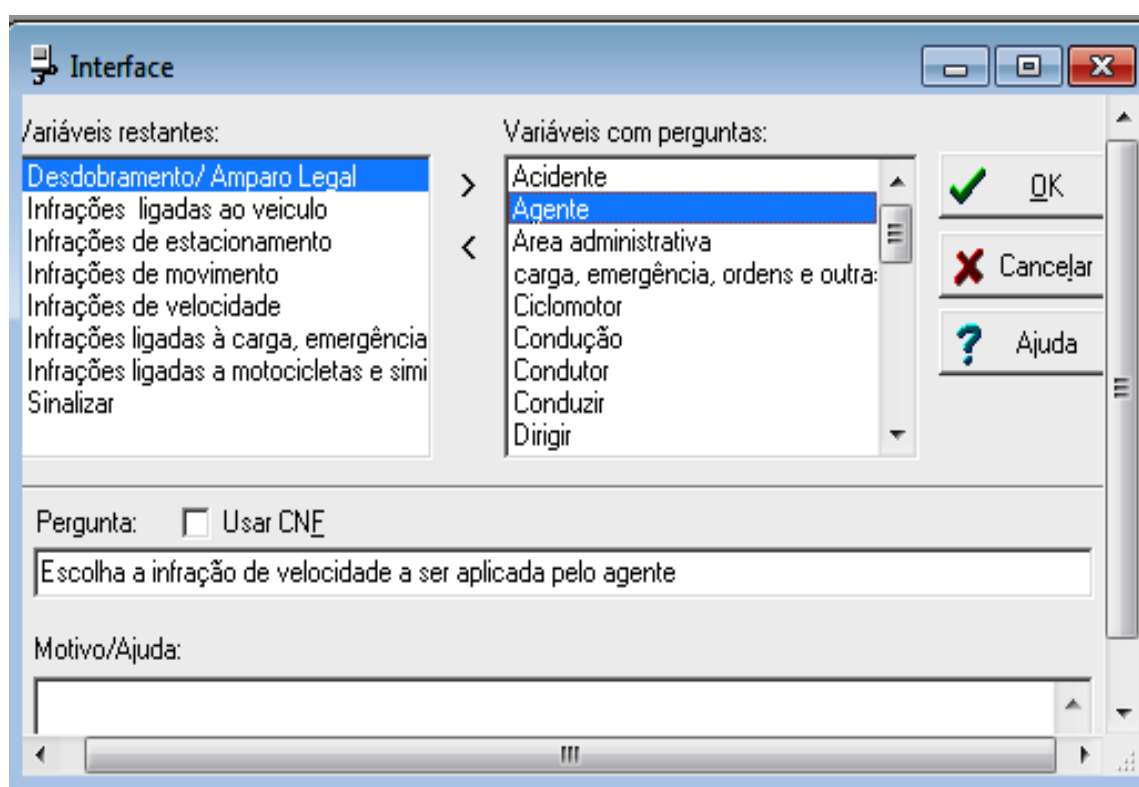 Interface
Variáveis restantes:
Variáveis com perguntas:
Desdobramento/ Amparo Legal
Infrações  ligadas ao veiculo
Infrações de estacionamento
Infrações de movimento
Infrações de velocidade
Infrações ligadas à carga, emergência
Infrações ligadas a motocicletas e simi
Sinalizar
>
<
Acidente
Agente
Area administrativa
carga, emergência, ordens e outra
Ciclomotor
Condução
Condutor
Conduzir
Dirigir
OK
Cancelar
Ajuda
Pergunta:
Usar CNF
Escolha a infração de velocidade a ser aplicada pelo agente
Motivo/Ajuda: